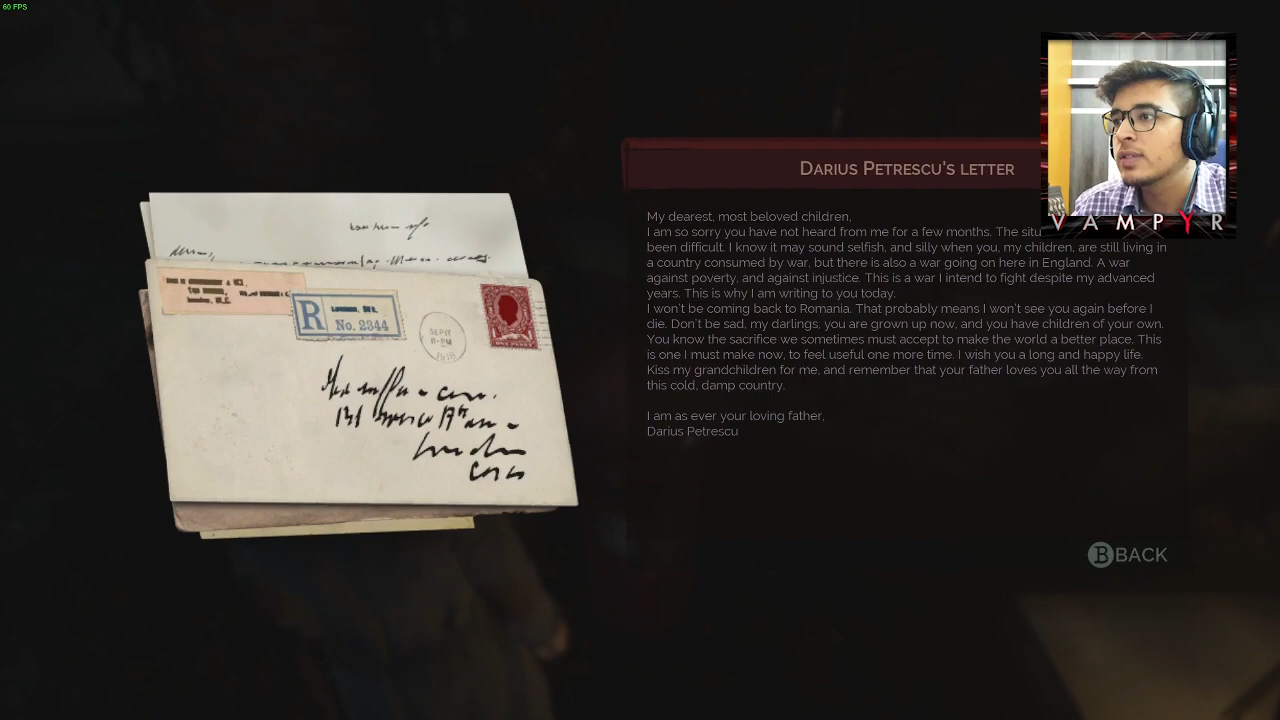 60 FPS
DARIUS PETRESCU'S LETTER
VAMPYR
My dearest, most beloved children,
I am so sorry you have not heard from me for a few months. The
been difficult. I know it may sound selfish, and silly when you, my children, are still living in
a country consumed by war, but there is also a war going on here in England. A war
against poverty, and against injustice. This is a war I intend to fight despite my advanced
years. This is why I am writing to you today.
I won't be coming back to Romania. That probably means I won't see you again before I
die. Don't be sad, my darlings, you are grown up now, and you have children of your own.
You know the sacrifice we sometimes must accept to make the world a better place. This
is one I must make now, to feel useful one more time. I wish you a long and happy life.
Kiss my grandchildren for me, and remember that your father loves you all the way from
this cold, damp country.
I am as ever your loving father,
Darius Petrescu
R
No. 2344
SEP 17
8-PM
1918
ONE PENNY
B BACK